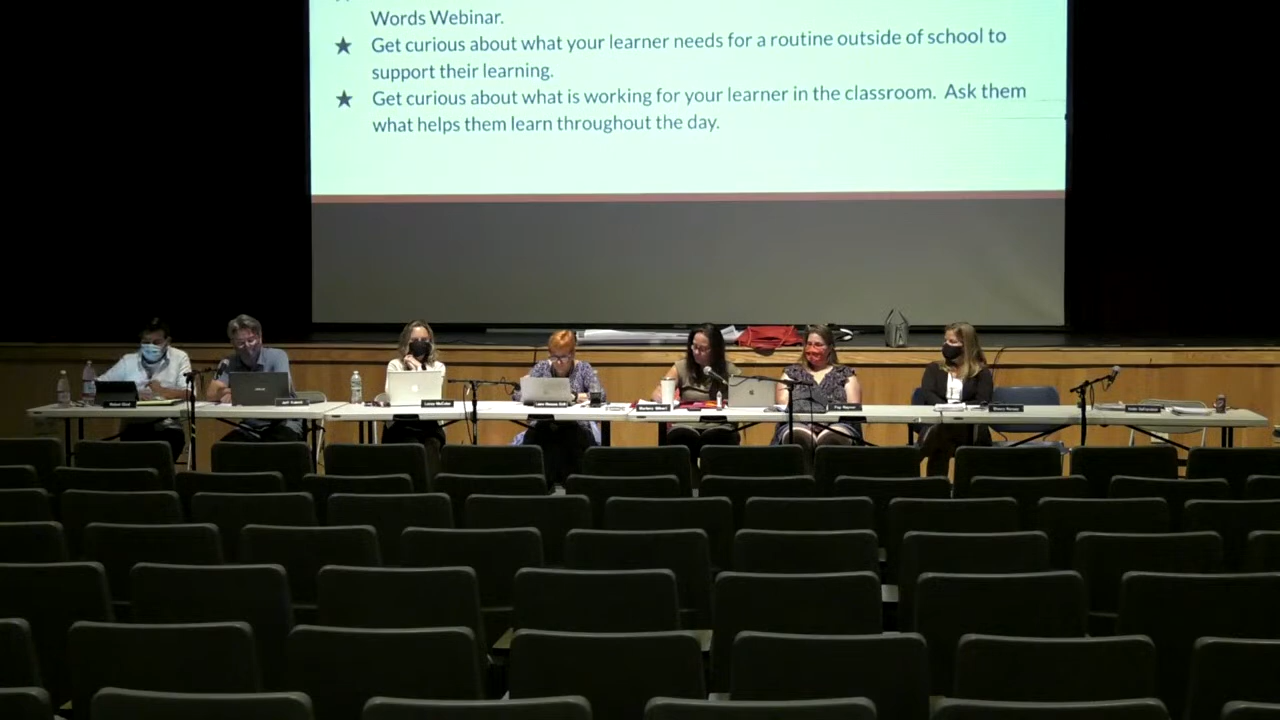 Words Webinar.
★ Get curious about what your learner needs for a routine outside of school to
support their learning.
★ Get curious about what is working for your learner in the classroom. Ask them
what helps them learn throughout the day.